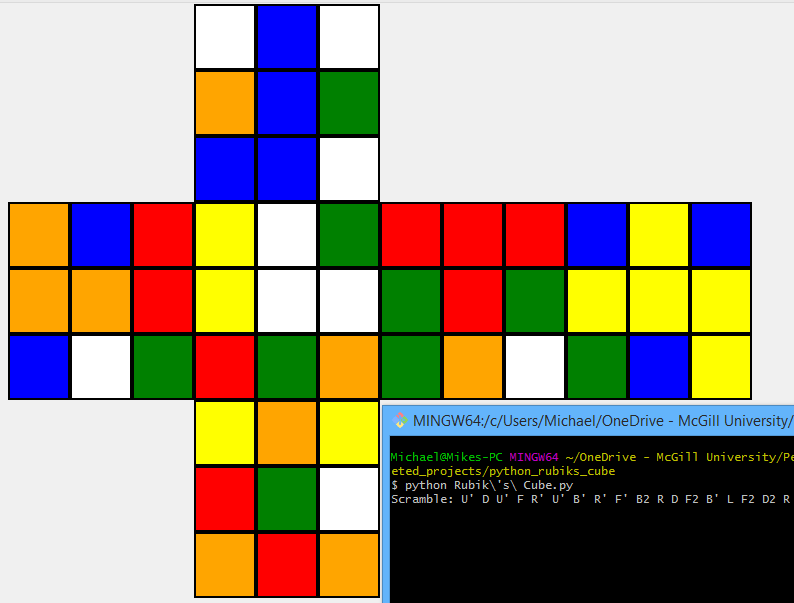 MINGW64:/c/Users/Michael/OneDrive - McGill University/
Michael@Mikes-PC MINGW64 ~/OneDrive - McGill University/Pe
eted_projects/python_rubiks_cube
$ python Rubik\'s\ Cube.py
Scramble: U' D U' F R' U' B' R' F' B2 R D F2 B' L F2 D2 R